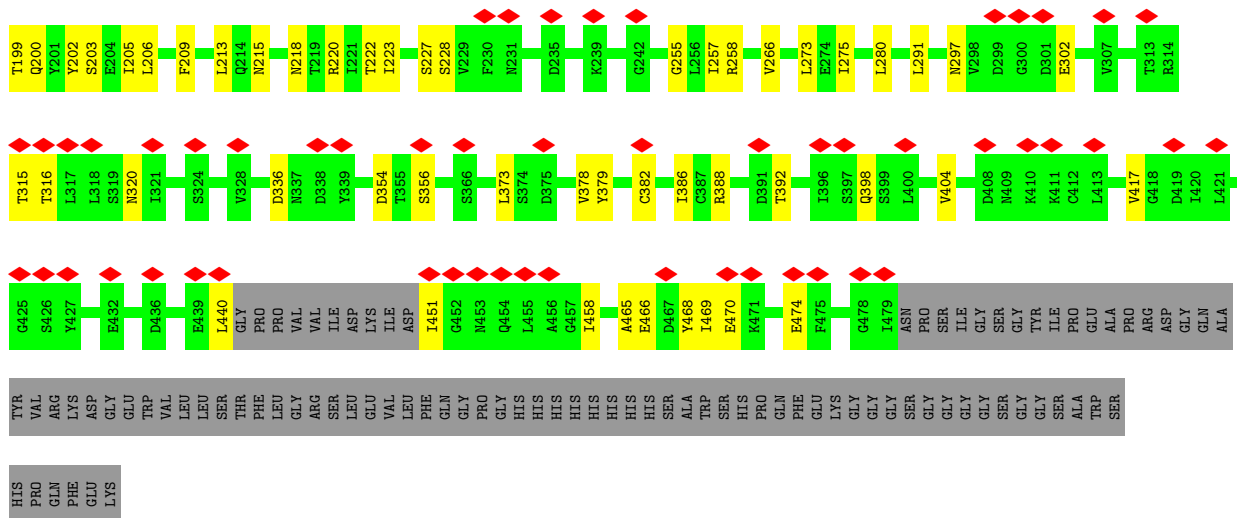 T199 Q200 Y201 Y202 S203 E204 I205 L206 F209 L213 Q214 N215 N218 T219 R220 I221 T222 I223 S227 S228 V229 F230 N231 D235 K239 G242 G255 L256 I257 R258 V266 L273 E274 I275 L280 L291 N297 V298 D299 G300 D301 E302 V307 T313 R314
T315 T316 L317 L318 S319 N320 I321 S324 V328 D336 N337 D338 Y339 D354 T355 S356 S366 L373 S374 D375 V378 Y379 C382 I386 C387 R388 D391 T392 I396 S397 Q398 S399 L400 V404 D408 N409 K410 K411 C412 L413 V417 G418 D419 I420 L421
G425 S426 Y427 E432 D436 E439 L440 GLY PRO PRO VAL VAL ILE ASP LYS ILE ASP I451 G452 N453 Q454 L455 A456 G457 I458 A465 E466 D467 Y468 I469 E470 K471 E474 F475 G478 I479 ASN PRO SER ILE GLY SER GLY TYR ILE PRO GLU ALA PRO ARG ASP GLY GLN ALA
TYR VAL ARG LYS ASP GLY GLU TRP VAL LEU LEU SER THR PHE LEU GLY ARG SER LEU GLU VAL LEU PHE GLN GLY PRO GLY HIS HIS HIS HIS HIS HIS HIS HIS SER ALA TRP SER HIS PRO GLN PHE GLU LYS GLY GLY GLY SER GLY GLY GLY GLY SER GLY GLY SER ALA TRP SER
HIS PRO GLN PHE GLU LYS